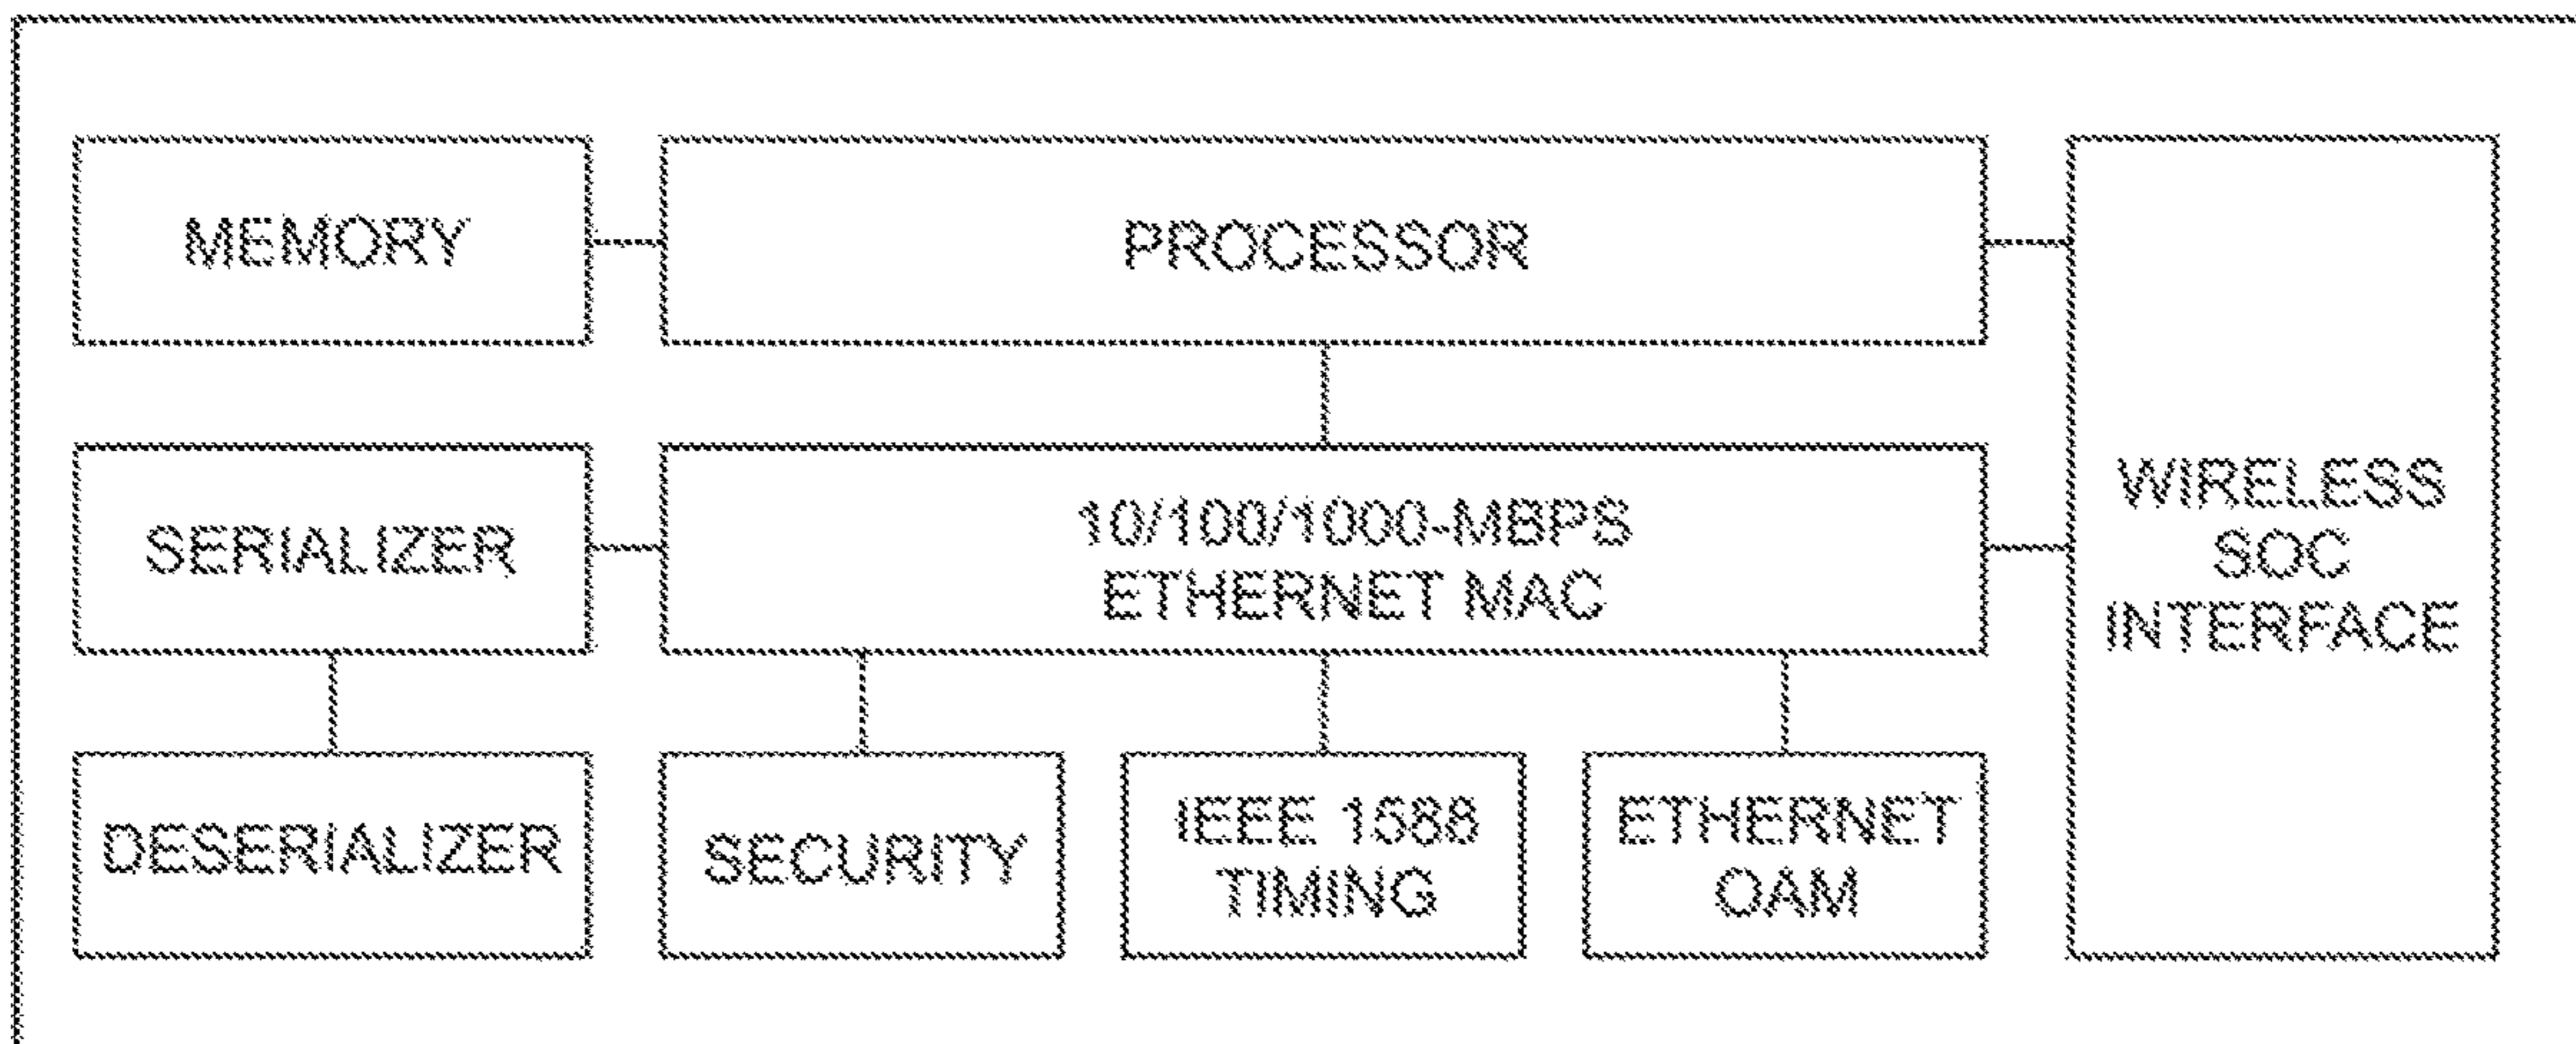 MEMORY
PROCESSOR
SERIALIZER
10/100/1000-MBPS
ETHERNET MAC
WIRELESS
SOC
INTERFACE
DESERIALIZER
SECURITY
IEEE 1588
TIMING
ETHERNET
OAM